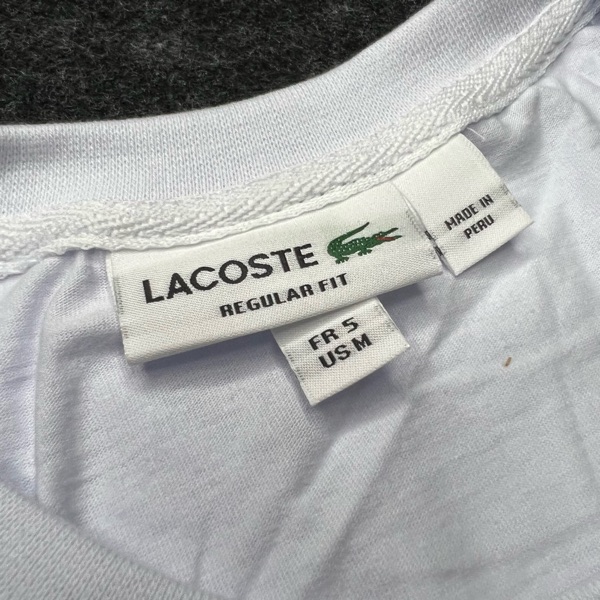 LACOSTE
REGULAR FIT
MADE IN
PERU
FR 5
US M